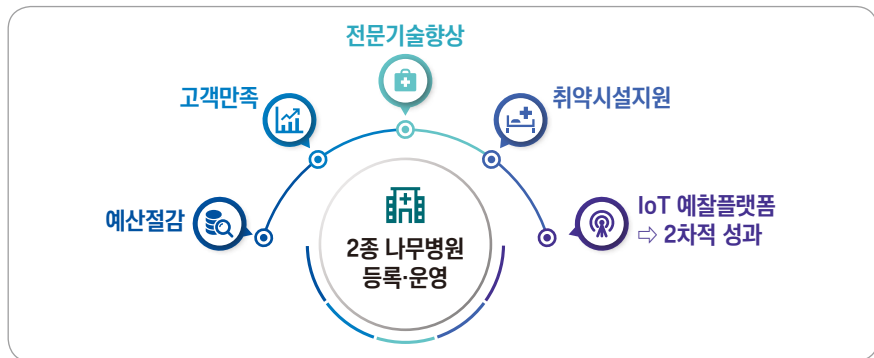 전문기술향상
고객만족
취약시설지원
예산절감
IoT 예찰플랫폼
⇨ 2차적 성과
2종 나무병원
등록·운영